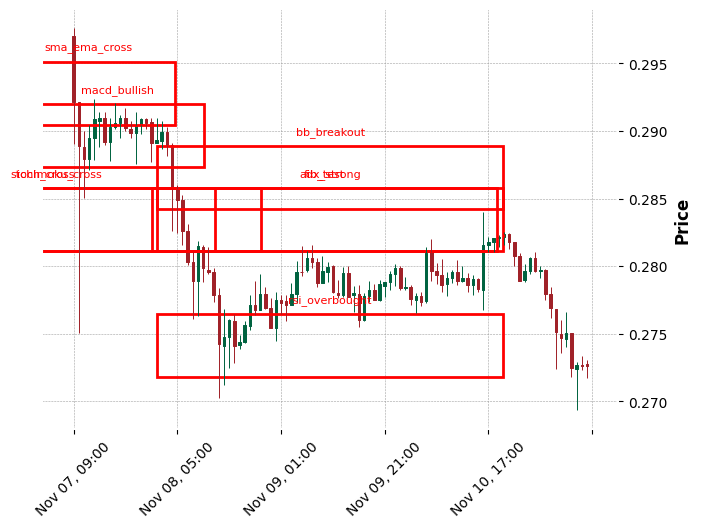 sma_ema_cross
0.295
macd_bullish
0.290
bb_breakout
0.285
0.280
rsi_overbought
0.275
0.270
Price
Nov 07, 09:00
Nov 08, 05:00
Nov 09, 01:00
Nov 09, 21:00
Nov 10, 17:00